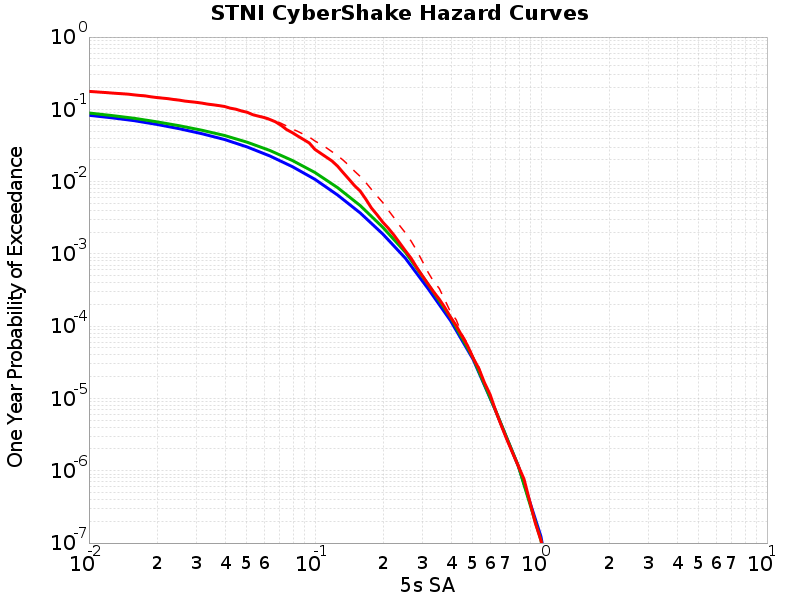 STNI CyberShake Hazard Curves
One Year Probability of Exceedance
10^0
10^-1
10^-2
10^-3
10^-4
10^-5
10^-6
10^-7
10^-2 2 3 4 5 6 10^-1 2 3 4 5 6 7 10^0 2 3 4 5 6 7 10^1
5s SA